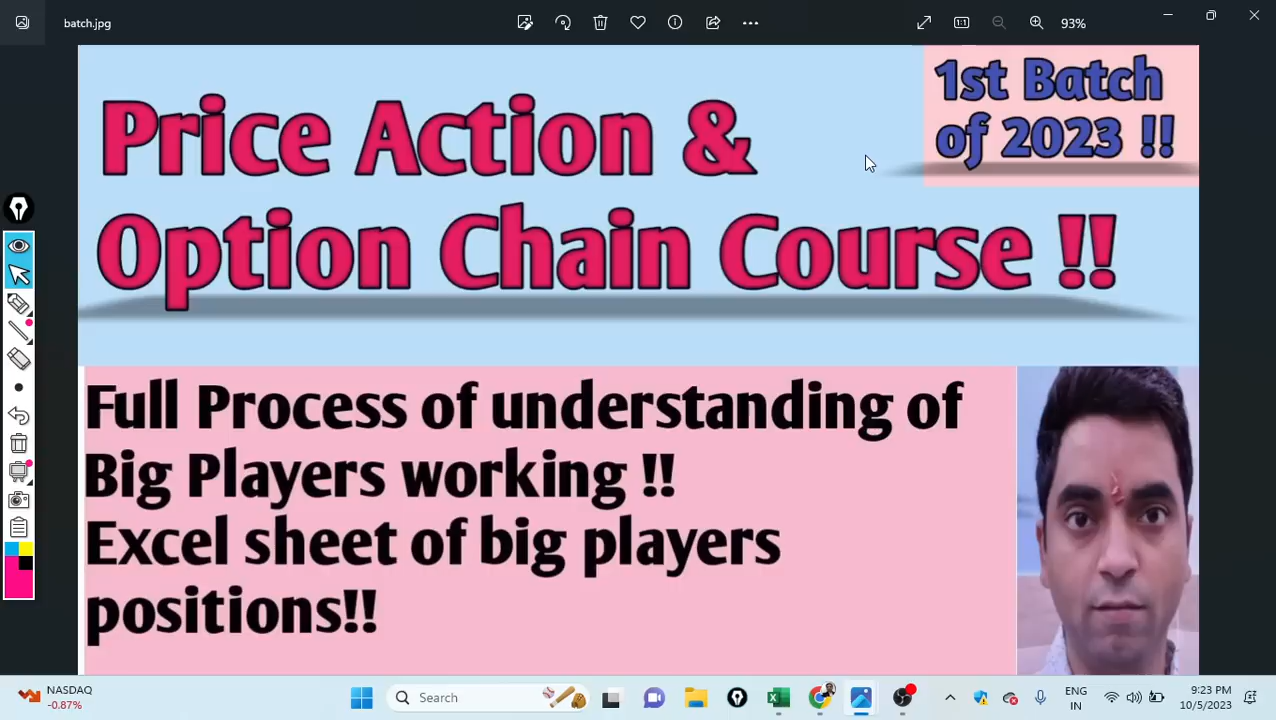 batch.jpg
93%
Price Action &
Option Chain Course !!
1st Batch
of 2023 !!
Full Process of understanding of
Big Players working !!
Excel sheet of big players
positions!!
NASDAQ
-0.87%
Search
ENG
IN
9:23 PM
10/5/2023